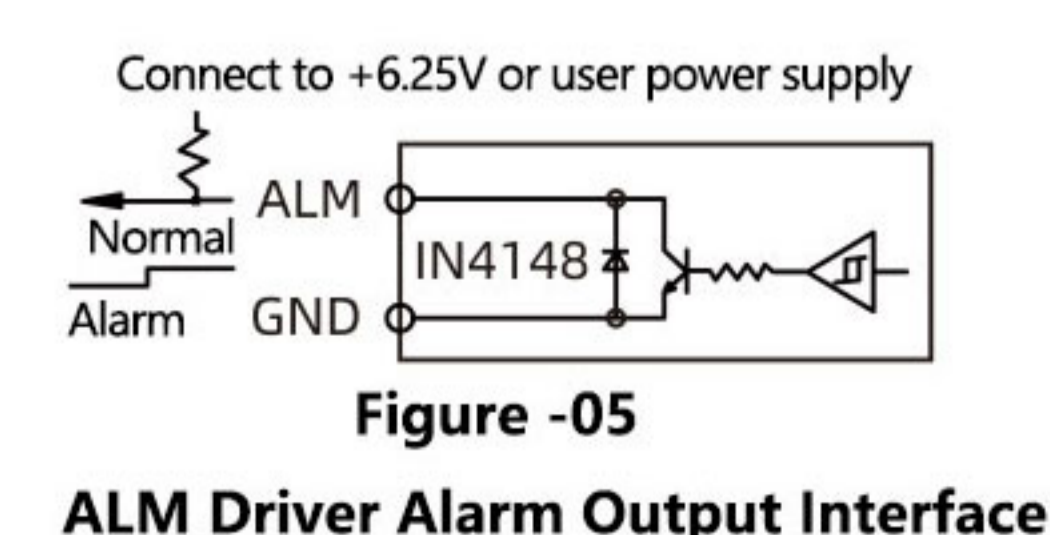 Connect to +6.25V or user power supply
ALM
Normal
IN4148
Alarm
GND
Figure -05
ALM Driver Alarm Output Interface